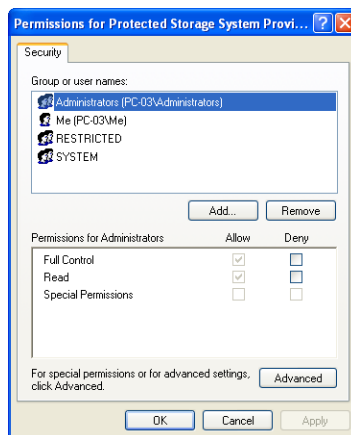 Permissions for Protected Storage System Provi...
Security
Group or user names:
Administrators (PC-03\Administrators)
Me (PC-03\Me)
RESTRICTED
SYSTEM
Add... Remove
Permissions for Administrators Allow Deny
Full Control
Read
Special Permissions
For special permissions or for advanced settings,
click Advanced.
Advanced
OK Cancel Apply